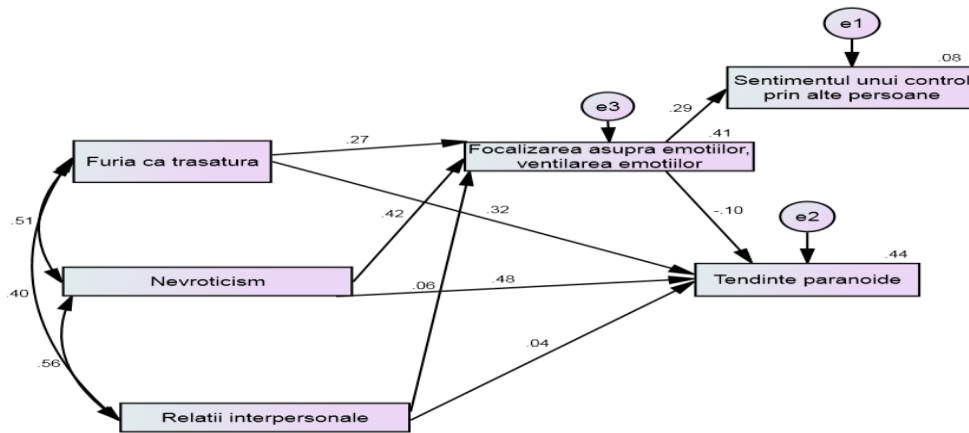 e1
.08
Sentimentul unui control
prin alte persoane
e3
.29
.41
.27
Focalizarea asupra emotiilor,
ventilarea emotiilor
Furia ca trasatura
.51
.42
.32
-.10
e2
.44
Nevroticism
.06
.48
Tendinte paranoide
.40
.04
.56
Relatii interpersonale